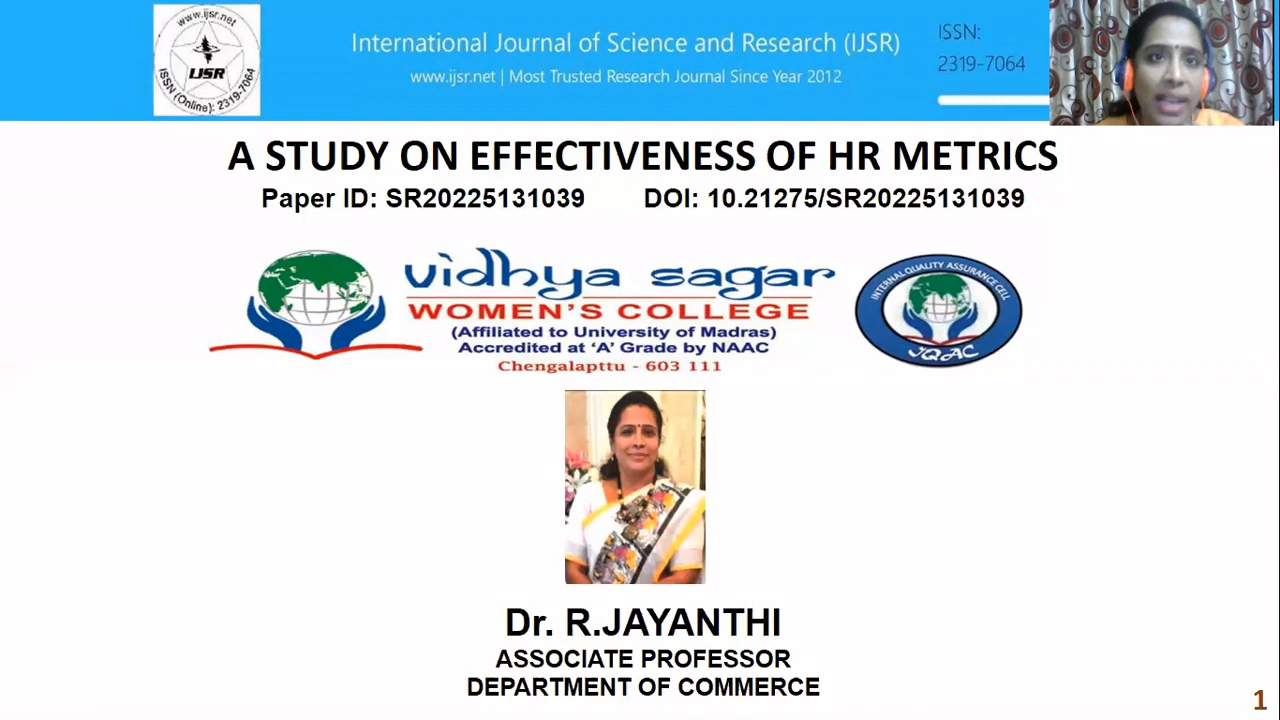 www.ijsr.net
IJSR
ISSN (Online): 2319-7064
International Journal of Science and Research (IJSR)
www.ijsr.net | Most Trusted Research Journal Since Year 2012
ISSN:
2319-7064
A STUDY ON EFFECTIVENESS OF HR METRICS
Paper ID: SR20225131039 DOI: 10.21275/SR20225131039
vidhya sagar
WOMEN'S COLLEGE
(Affiliated to University of Madras)
Accredited at 'A' Grade by NAAC
Chengalapttu - 603 111
INTERNAL QUALITY ASSURANCE CELL
IQAC
Dr. R.JAYANTHI
ASSOCIATE PROFESSOR
DEPARTMENT OF COMMERCE
1